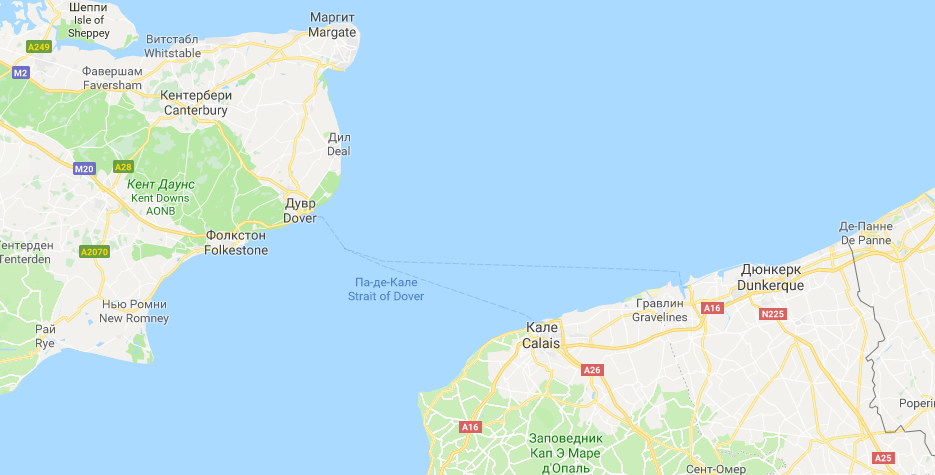 Шеппи
Isle of
Sheppey
Маргит
Margate
A249
Витстабл
Whitstable
M2
Фавершам
Faversham
Кентербери
Canterbury
Дил
Deal
M20
A28
Кент Даунс
Kent Downs
AONB
Дувр
Dover
Фолкстон
Folkestone
Тентерден
Tenterden
A2070
Де-Панне
De Panne
Па-де-Кале
Strait of Dover
Дюнкерк
Dunkerque
Нью Ромни
New Romney
Гравлин
Gravelines
A16
N225
Рай
Rye
Кале
Calais
A26
Poperin
A16
Заповедник
Кап Э Маре
д'Опаль
Сент-Омер
A25